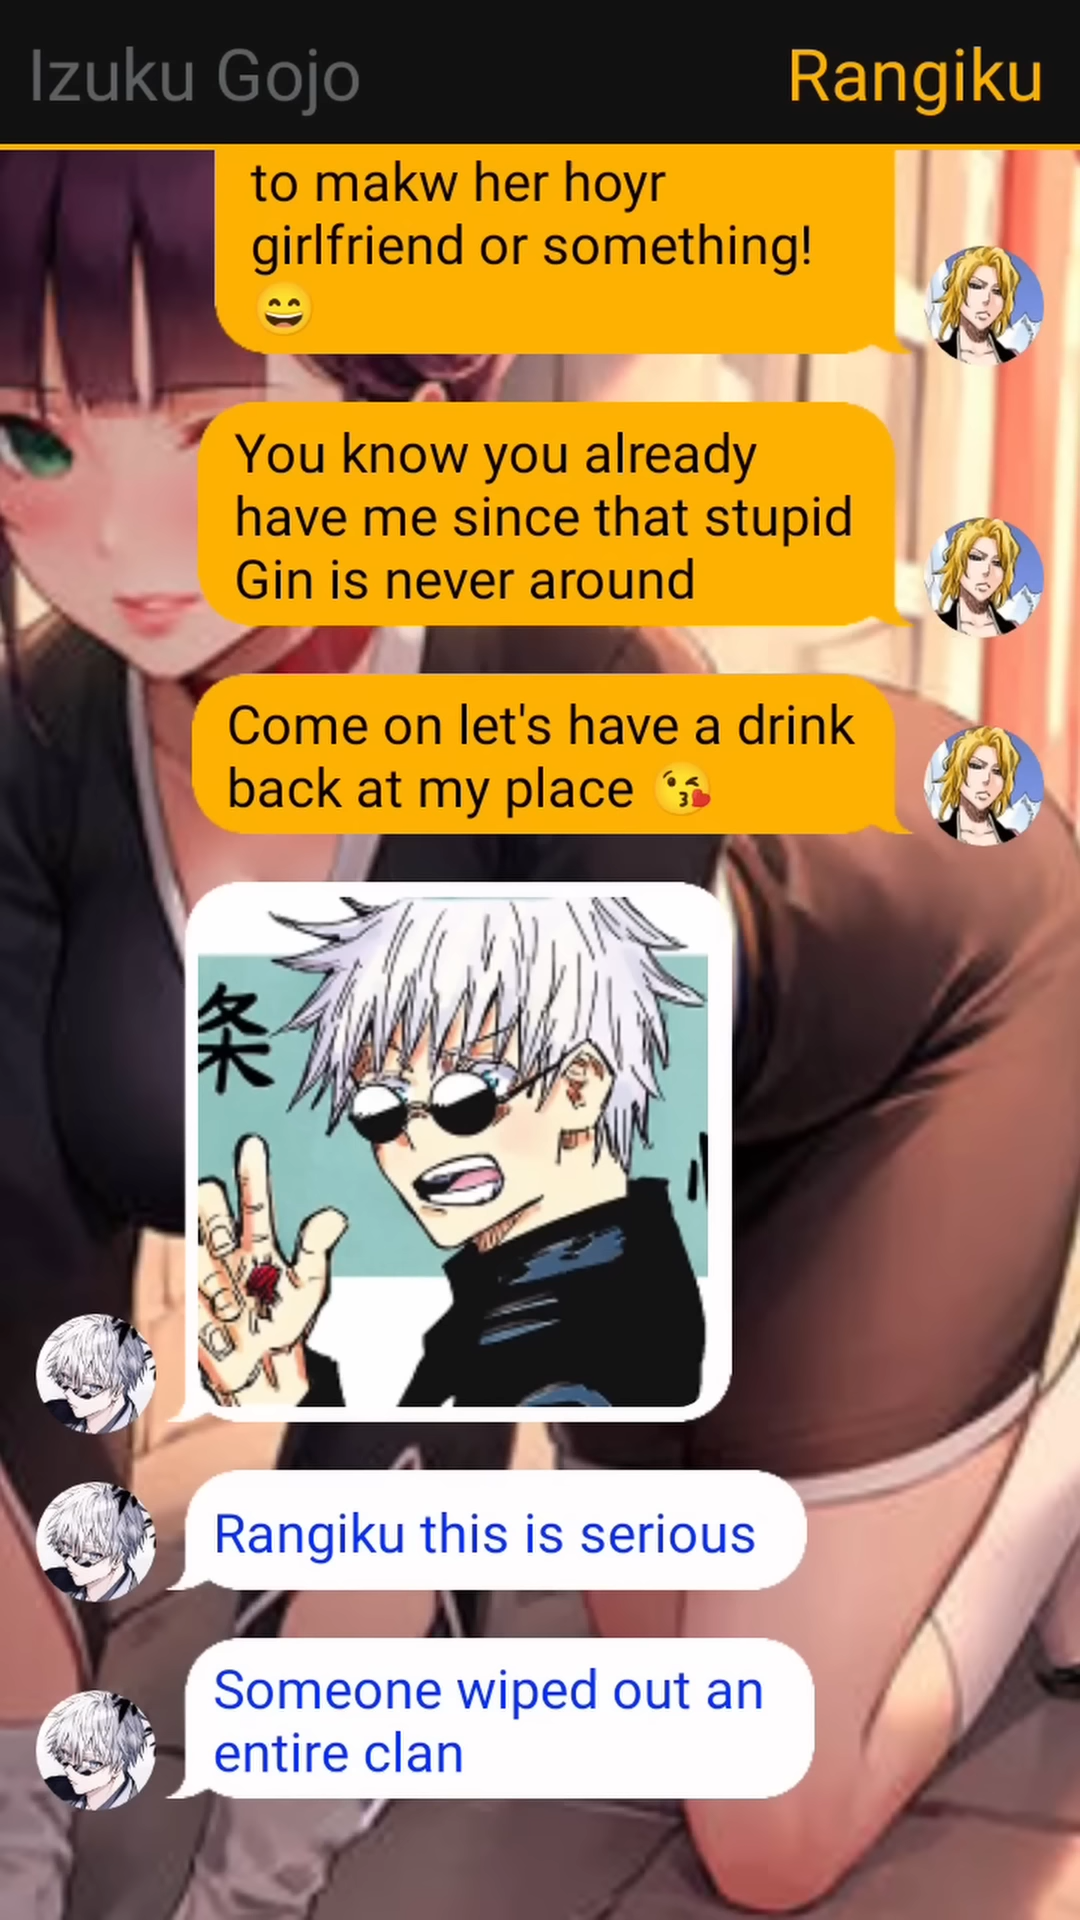 Izuku Gojo
Rangiku
to makw her hoyr
girlfriend or something!
😄
You know you already
have me since that stupid
Gin is never around
Come on let's have a drink
back at my place 😘
条
Rangiku this is serious
Someone wiped out an
entire clan